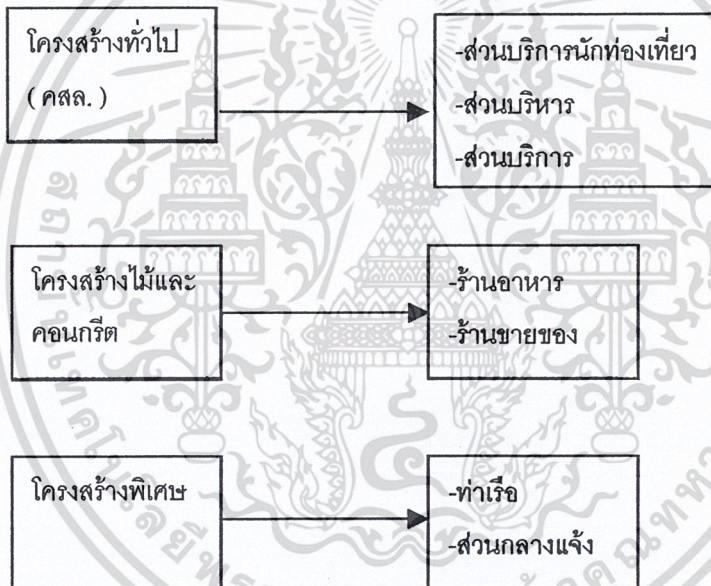 โครงสร้างทั่วไป
( คสล. )
-ส่วนบริการนักท่องเที่ยว
-ส่วนบริหาร
-ส่วนบริการ
โครงสร้างไม้และ
คอนกรีต
-ร้านอาหาร
-ร้านขายของ
โครงสร้างพิเศษ
-ท่าเรือ
-ส่วนกลางแจ้ง